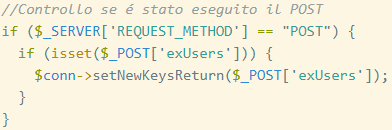 //Controllo se é stato eseguito il POST
if ($_SERVER['REQUEST_METHOD'] == "POST") {
  if (isset($_POST['exUsers'])) {
    $conn->setNewKeysReturn($_POST['exUsers']);
  }
}